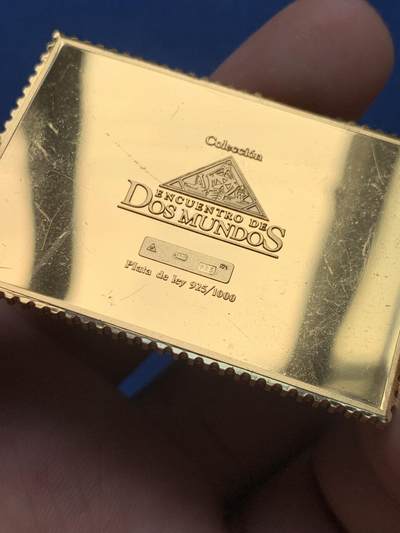 Colección
ENCUENTRO DE
DOS MUNDOS
Plata de ley 925/1000